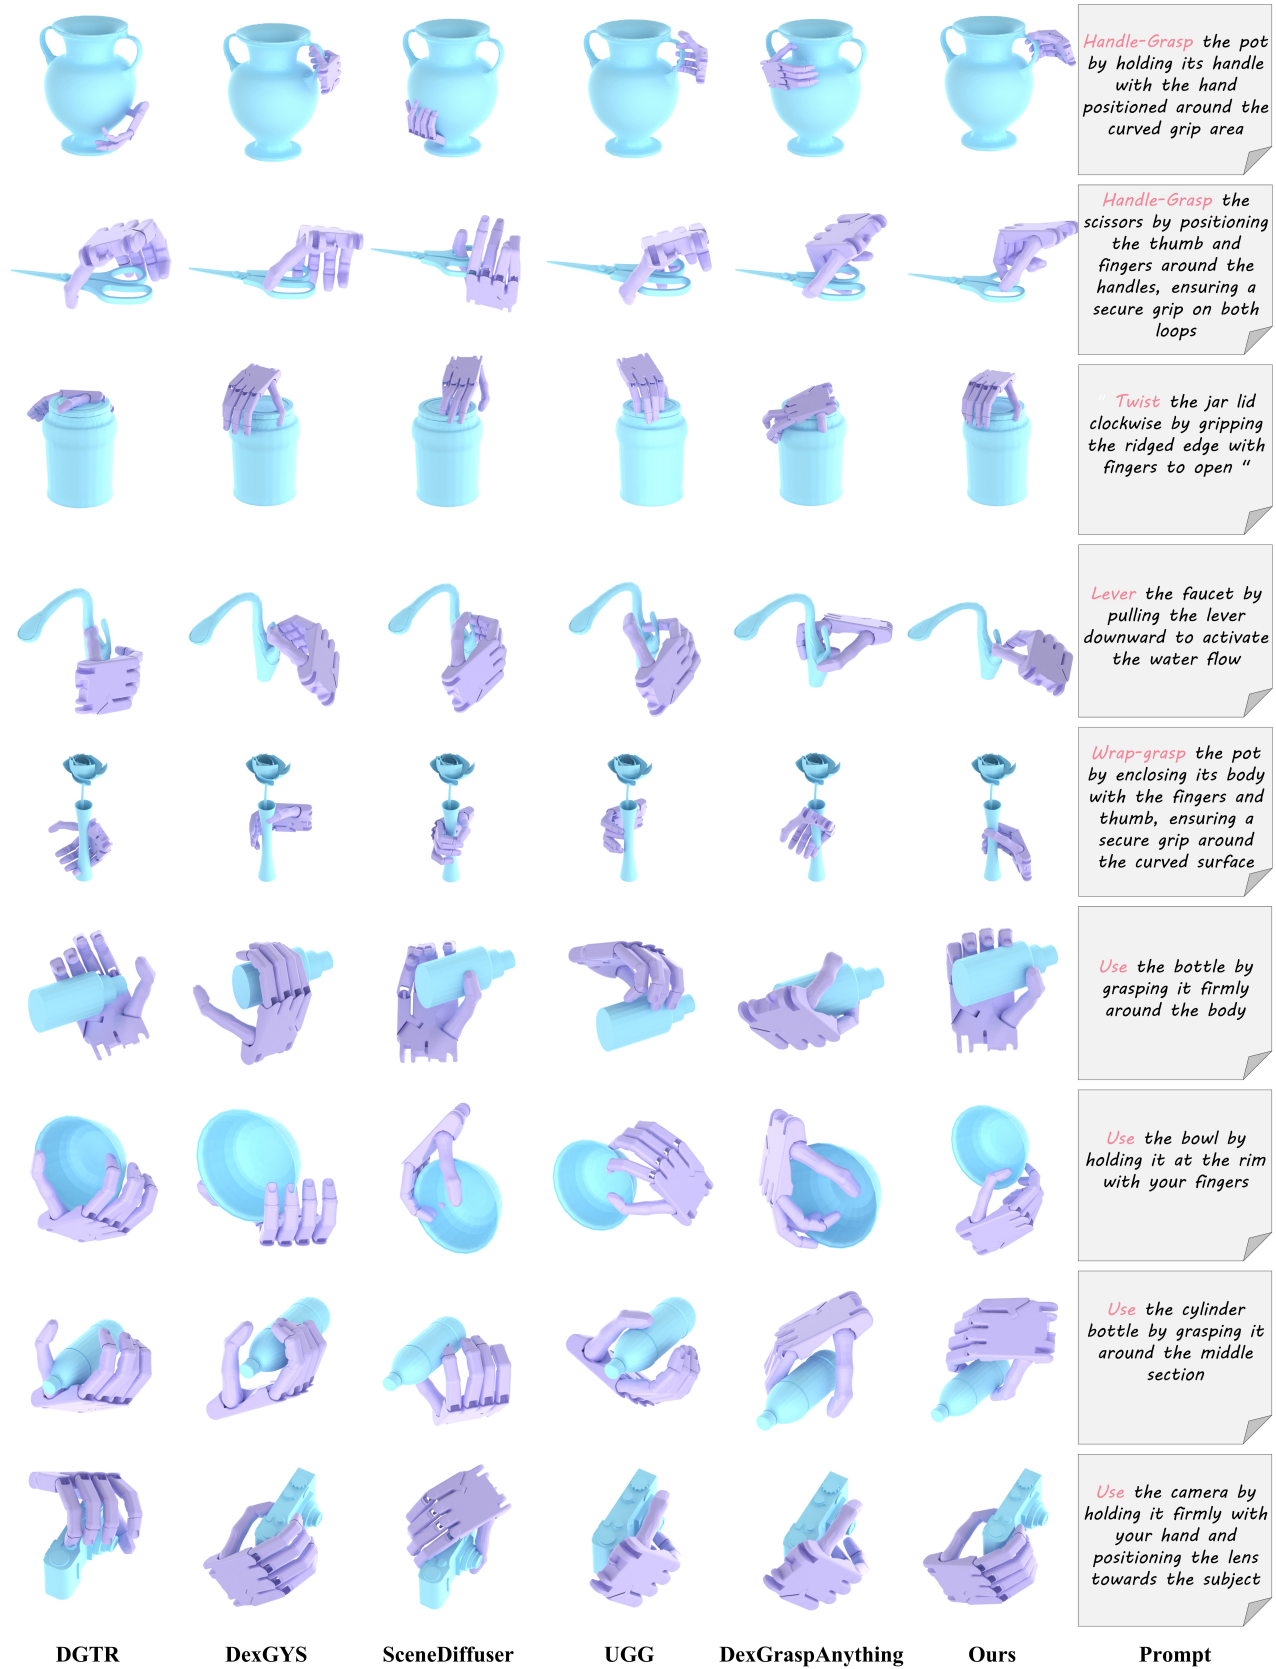 Handle-Grasp the pot
by holding its handle
with the hand
positioned around the
curved grip area
Handle-Grasp the
scissors by positioning
the thumb and
fingers around the
handles, ensuring a
secure grip on both
loops
" Twist the jar lid
clockwise by gripping
the ridged edge with
fingers to open "
Lever the faucet by
pulling the lever
downward to activate
the water flow
Wrap-grasp the pot
by enclosing its body
with the fingers and
thumb, ensuring a
secure grip around
the curved surface
Use the bottle by
grasping it firmly
around the body
Use the bowl by
holding it at the rim
with your fingers
Use the cylinder
bottle by grasping it
around the middle
section
Use the camera by
holding it firmly with
your hand and
positioning the lens
towards the subject
DGTR DexGYS SceneDiffuser UGG DexGraspAnything Ours Prompt